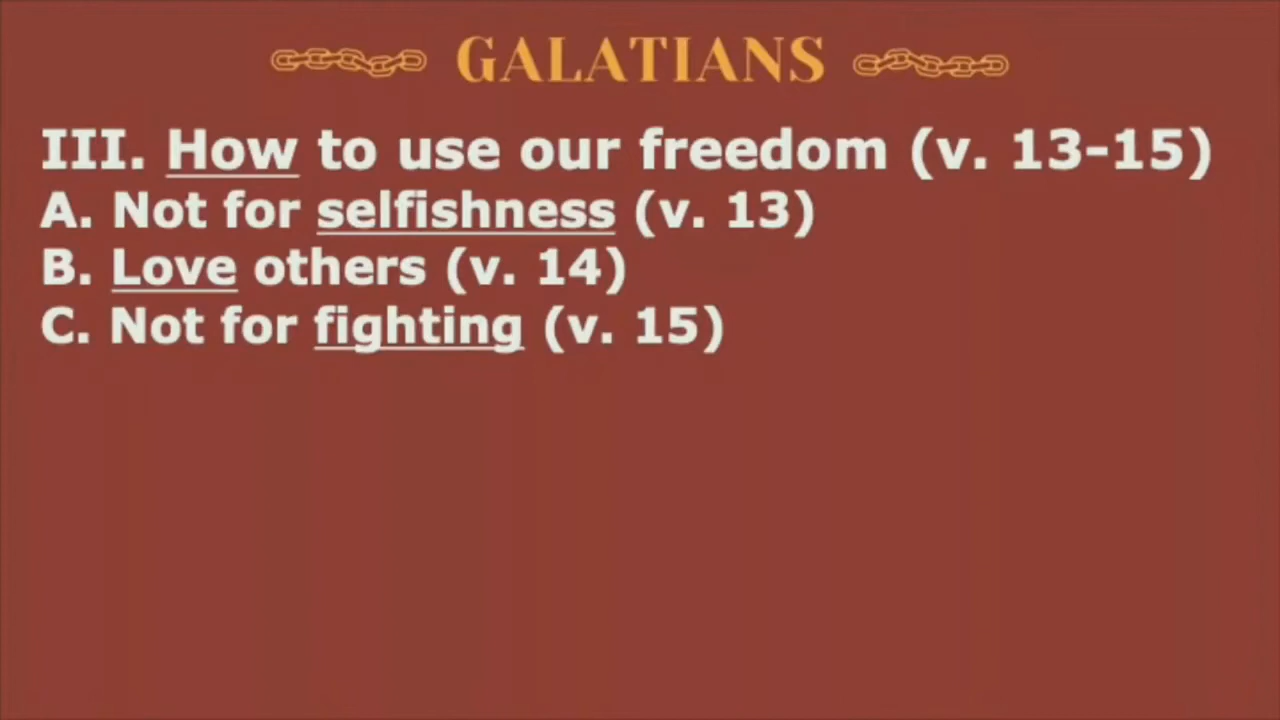 GALATIANS
III. How to use our freedom (v. 13-15)
A. Not for selfishness (v. 13)
B. Love others (v. 14)
C. Not for fighting (v. 15)